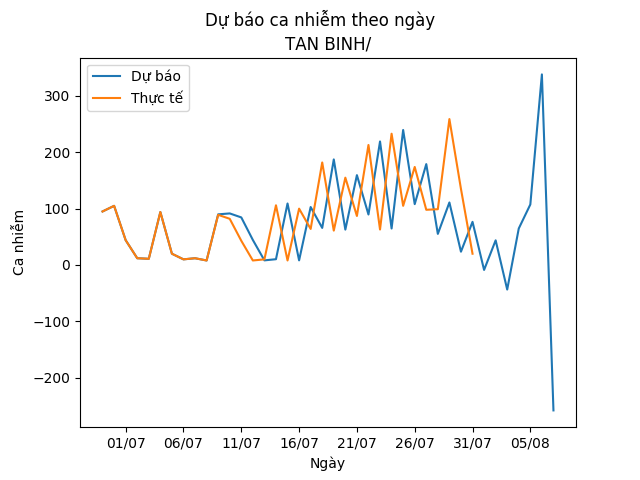 Dự báo ca nhiễm theo ngày
TAN BINH/
Dự báo
Thực tế
300
200
100
0
−100
−200
Ca nhiễm
01/07
06/07
11/07
16/07
21/07
26/07
31/07
05/08
Ngày